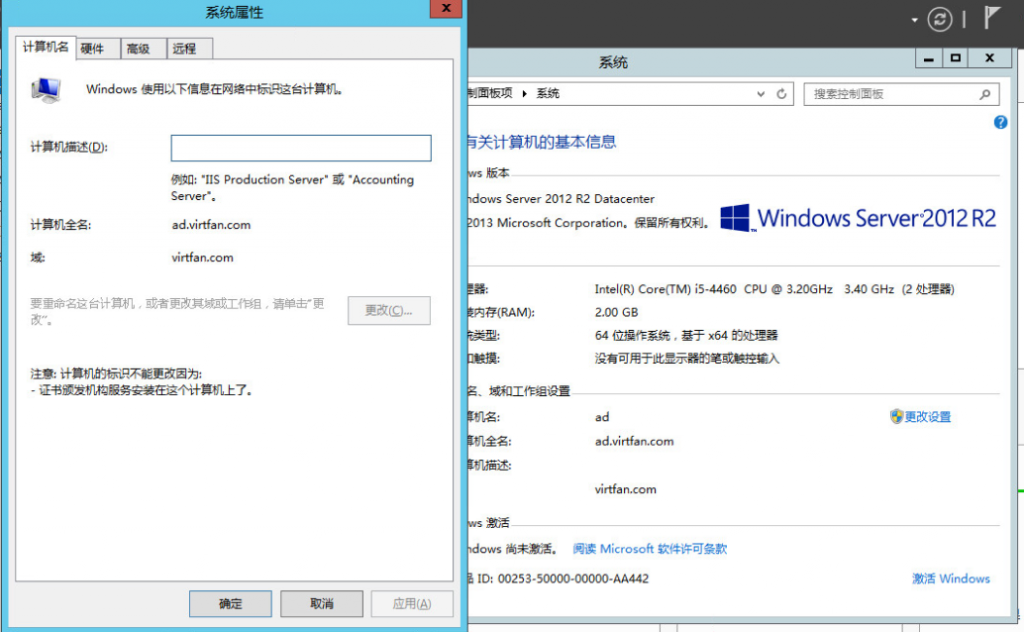 系统属性
x
计算机名 硬件 高级 远程
Windows 使用以下信息在网络中标识这台计算机。
计算机描述(D):
例如: "IIS Production Server" 或 "Accounting
Server"。
计算机全名: ad.virtfan.com
域: virtfan.com
要重命名这台计算机，或者更改其域或工作组，请单击"更
改"。
更改(C)...
注意: 计算机的标识不能更改因为:
- 证书颁发机构服务安装在这个计算机上了。
确定 取消 应用(A)
系统
制面板项 系统
搜索控制面板
有关计算机的基本信息
ws 版本
ndows Server 2012 R2 Datacenter
2013 Microsoft Corporation。保留所有权利。
Windows Server 2012 R2
理器: Intel(R) Core(TM) i5-4460 CPU @ 3.20GHz 3.40 GHz (2 处理器)
内存(RAM): 2.00 GB
类型: 64 位操作系统，基于 x64 的处理器
触摸: 没有可用于此显示器的笔或触控输入
名、域和工作组设置
算机名: ad
更改设置
算机全名: ad.virtfan.com
算机描述:
virtfan.com
ws 激活
ndows 尚未激活。 阅读 Microsoft 软件许可条款
ID: 00253-50000-00000-AA442
激活 Windows